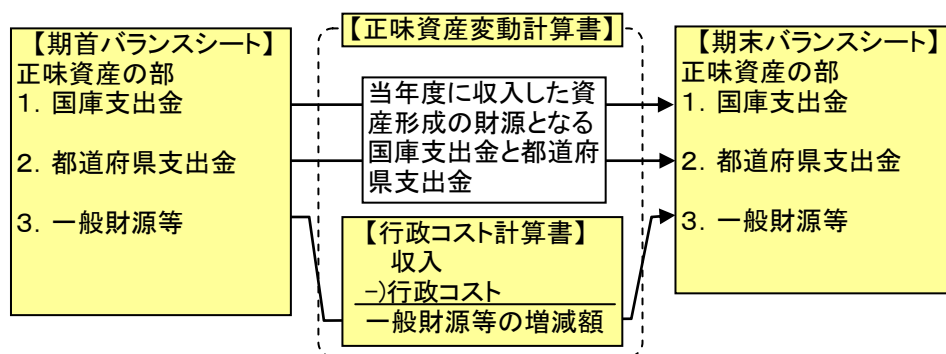 【期首バランスシート】
正味資産の部
1. 国庫支出金
2. 都道府県支出金
3. 一般財源等
【正味資産変動計算書】
当年度に収入した資
産形成の財源となる
国庫支出金と都道府
県支出金
【行政コスト計算書】
収入
-)行政コスト
一般財源等の増減額
【期末バランスシート】
正味資産の部
1. 国庫支出金
2. 都道府県支出金
3. 一般財源等